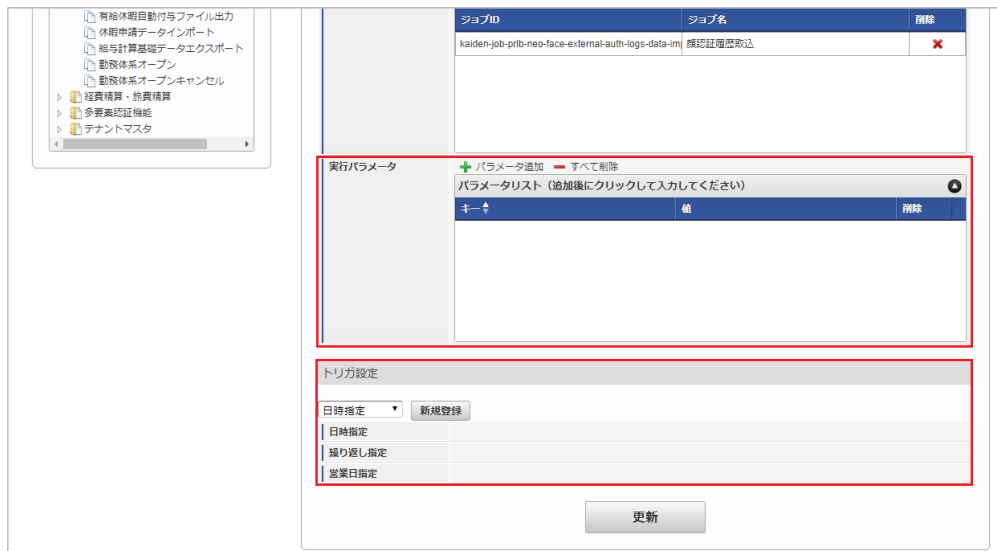 有給休暇自動付与ファイル出力
休暇申請データインポート
給与計算基礎データエクスポート
勤務体系オープン
勤務体系オープンキャンセル
経費精算・旅費精算
多要素認証機能
テナントマスタ
ジョブID ジョブ名 削除
kaiden-job-prlb-neo-face-external-auth-logs-data-im 顔認証履歴取込
実行パラメータ パラメータ追加 すべて削除
パラメータリスト（追加後にクリックして入力してください）
キー 値 削除
トリガ設定
日時指定 新規登録
日時指定
繰り返し指定
営業日指定
更新